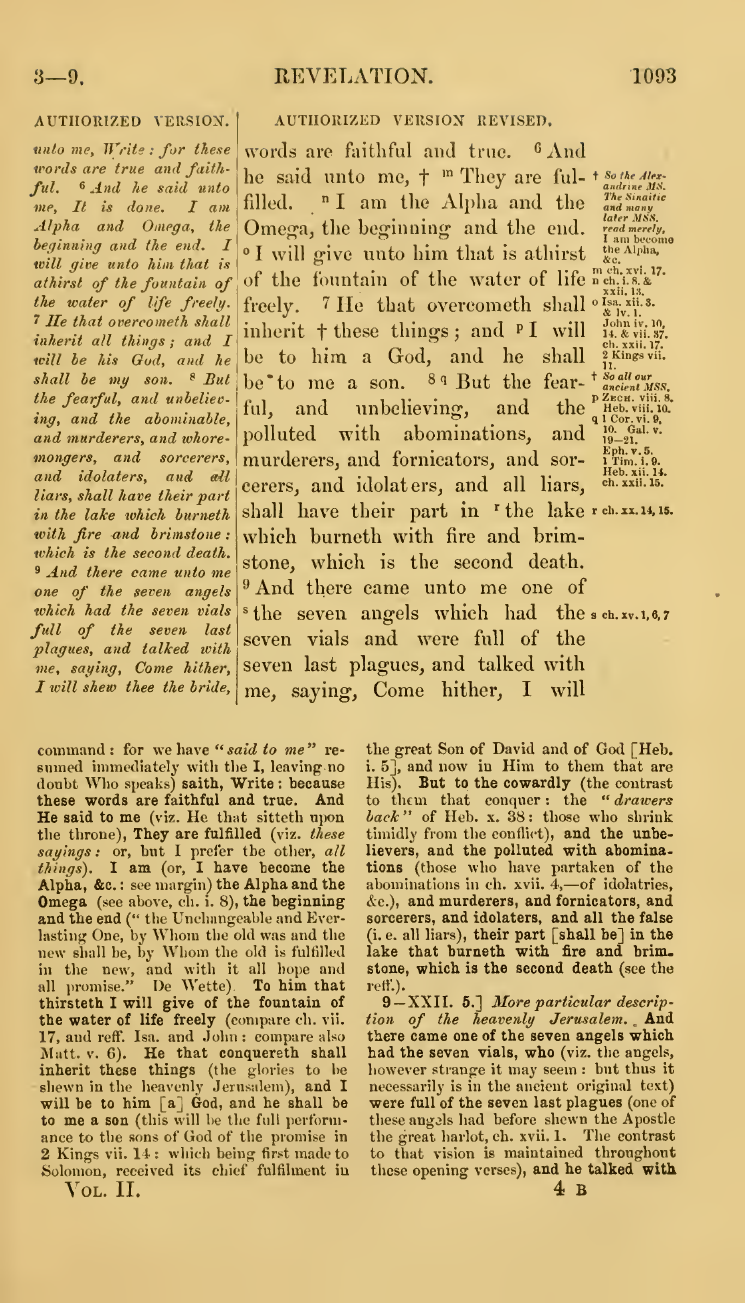 3—9.
REVELATION.
1093
AUTHORIZED VERSION.
unto me, Write: for these
words are true and faith-
ful. 6 And he said unto
me, It is done. I am
Alpha and Omega, the
beginning and the end. I
will give unto him that is
athirst of the fountain of
the water of life freely.
7 He that overcometh shall
inherit all things; and I
will be his God, and he
shall be my son. 8 But
the fearful, and unbeliev-
ing, and the abominable,
and murderers, and whore-
mongers, and sorcerers,
and idolaters, and all
liars, shall have their part
in the lake which burneth
with fire and brimstone:
which is the second death.
9 And there came unto me
one of the seven angels
which had the seven vials
full of the seven last
plagues, and talked with
me, saying, Come hither,
I will shew thee the bride,
AUTHORIZED VERSION REVISED.
words are faithful and true. 6 And
he said unto me, † m They are ful-
filled. n I am the Alpha and the
Omega, the beginning and the end.
o I will give unto him that is athirst
of the fountain of the water of life
freely. 7 He that overcometh shall
inherit † these things; and p I will
be to him a God, and he shall
be to me a son. 8 q But the fear-
ful, and unbelieving, and the
polluted with abominations, and
murderers, and fornicators, and sor-
cerers, and idolaters, and all liars,
shall have their part in r the lake
which burneth with fire and brim-
stone, which is the second death.
9 And there came unto me one of
s the seven angels which had the
seven vials and were full of the
seven last plagues, and talked with
me, saying, Come hither, I will
† So the Alex-
andrine MS.
The Sinaitic
and many
later MSS.
read merely,
I am become
the Alpha,
&c.
m ch. xvi. 17.
n ch. i. 8. &
xxii. 13.
o Isa. xii. 3.
& lv. 1.
John iv. 10,
14. & vii. 37.
ch. xxii. 17.
2 Kings vii.
11.
† So all our
ancient MSS.
p ZECH. viii. 8.
Heb. viii. 10.
q 1 Cor. vi. 9,
10. Gal. v.
19—21.
Eph. v. 5.
1 Tim. i. 9.
Heb. xii. 14.
ch. xxii. 15.
r ch. xx. 14, 15.
s ch. xv. 1, 6, 7
command: for we have "said to me" re-
sumed immediately with the I, leaving no
doubt Who speaks) saith, Write: because
these words are faithful and true. And
He said to me (viz. He that sitteth upon
the throne), They are fulfilled (viz. these
sayings: or, but I prefer the other, all
things). I am (or, I have become the
Alpha, &c.: see margin) the Alpha and the
Omega (see above, ch. i. 8), the beginning
and the end (" the Unchangeable and Ever-
lasting One, by Whom the old was and the
new shall be, by Whom the old is fulfilled
in the new, and with it all hope and
all promise." De Wette). To him that
thirsteth I will give of the fountain of
the water of life freely (compare ch. vii.
17, and reff. Isa. and John: compare also
Matt. v. 6). He that conquereth shall
inherit these things (the glories to be
shewn in the heavenly Jerusalem), and I
will be to him [a] God, and he shall be
to me a son (this will be the full perform-
ance to the sons of God of the promise in
2 Kings vii. 14: which being first made to
Solomon, received its chief fulfilment in
the great Son of David and of God [Heb.
i. 5], and now in Him to them that are
His). But to the cowardly (the contrast
to them that conquer: the "drawers
back" of Heb. x. 38: those who shrink
timidly from the conflict), and the unbe-
lievers, and the polluted with abomina-
tions (those who have partaken of the
abominations in ch. xvii. 4,—of idolatries,
&c.), and murderers, and fornicators, and
sorcerers, and idolaters, and all the false
(i. e. all liars), their part [shall be] in the
lake that burneth with fire and brim-
stone, which is the second death (see the
reff.).
9—XXII. 5.] More particular descrip-
tion of the heavenly Jerusalem. And
there came one of the seven angels which
had the seven vials, who (viz. the angels,
however strange it may seem: but thus it
necessarily is in the ancient original text)
were full of the seven last plagues (one of
these angels had before shewn the Apostle
the great harlot, ch. xvii. 1. The contrast
to that vision is maintained throughout
these opening verses), and he talked with
VOL. II.
4 B